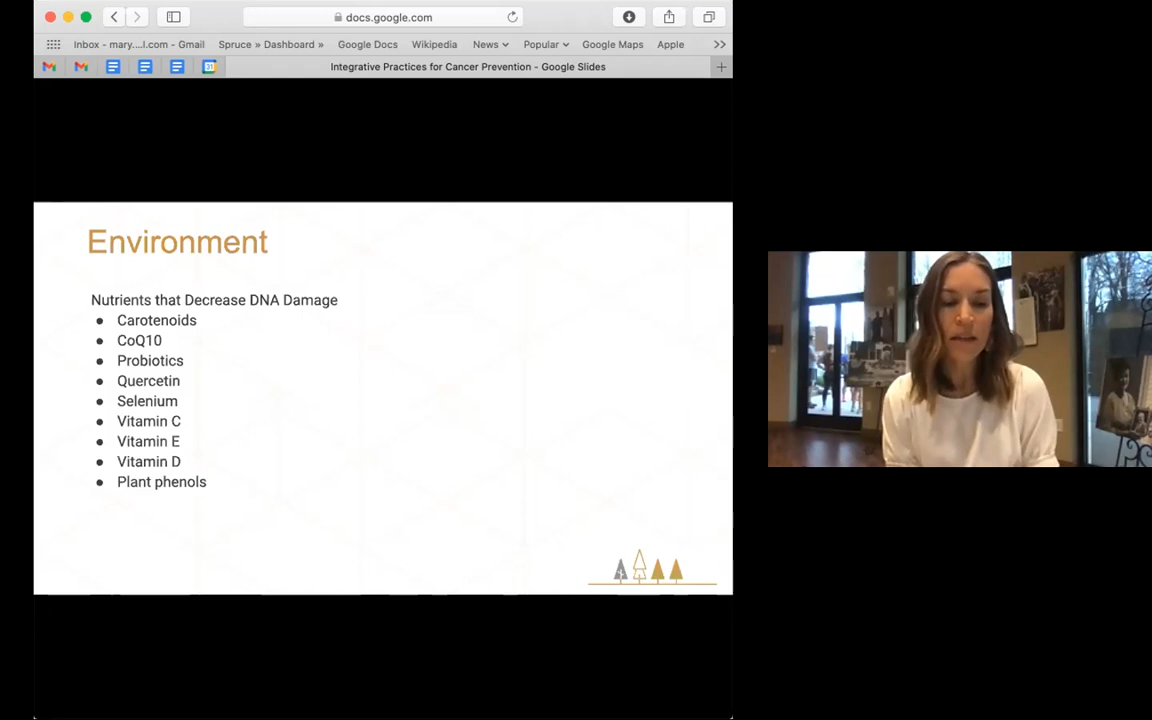 docs.google.com
Inbox - mary....l.com - Gmail
Spruce » Dashboard »
Google Docs
Wikipedia
News
Popular
Google Maps
Apple
Integrative Practices for Cancer Prevention - Google Slides
31
Environment
Nutrients that Decrease DNA Damage
● Carotenoids
● CoQ10
● Probiotics
● Quercetin
● Selenium
● Vitamin C
● Vitamin E
● Vitamin D
● Plant phenols